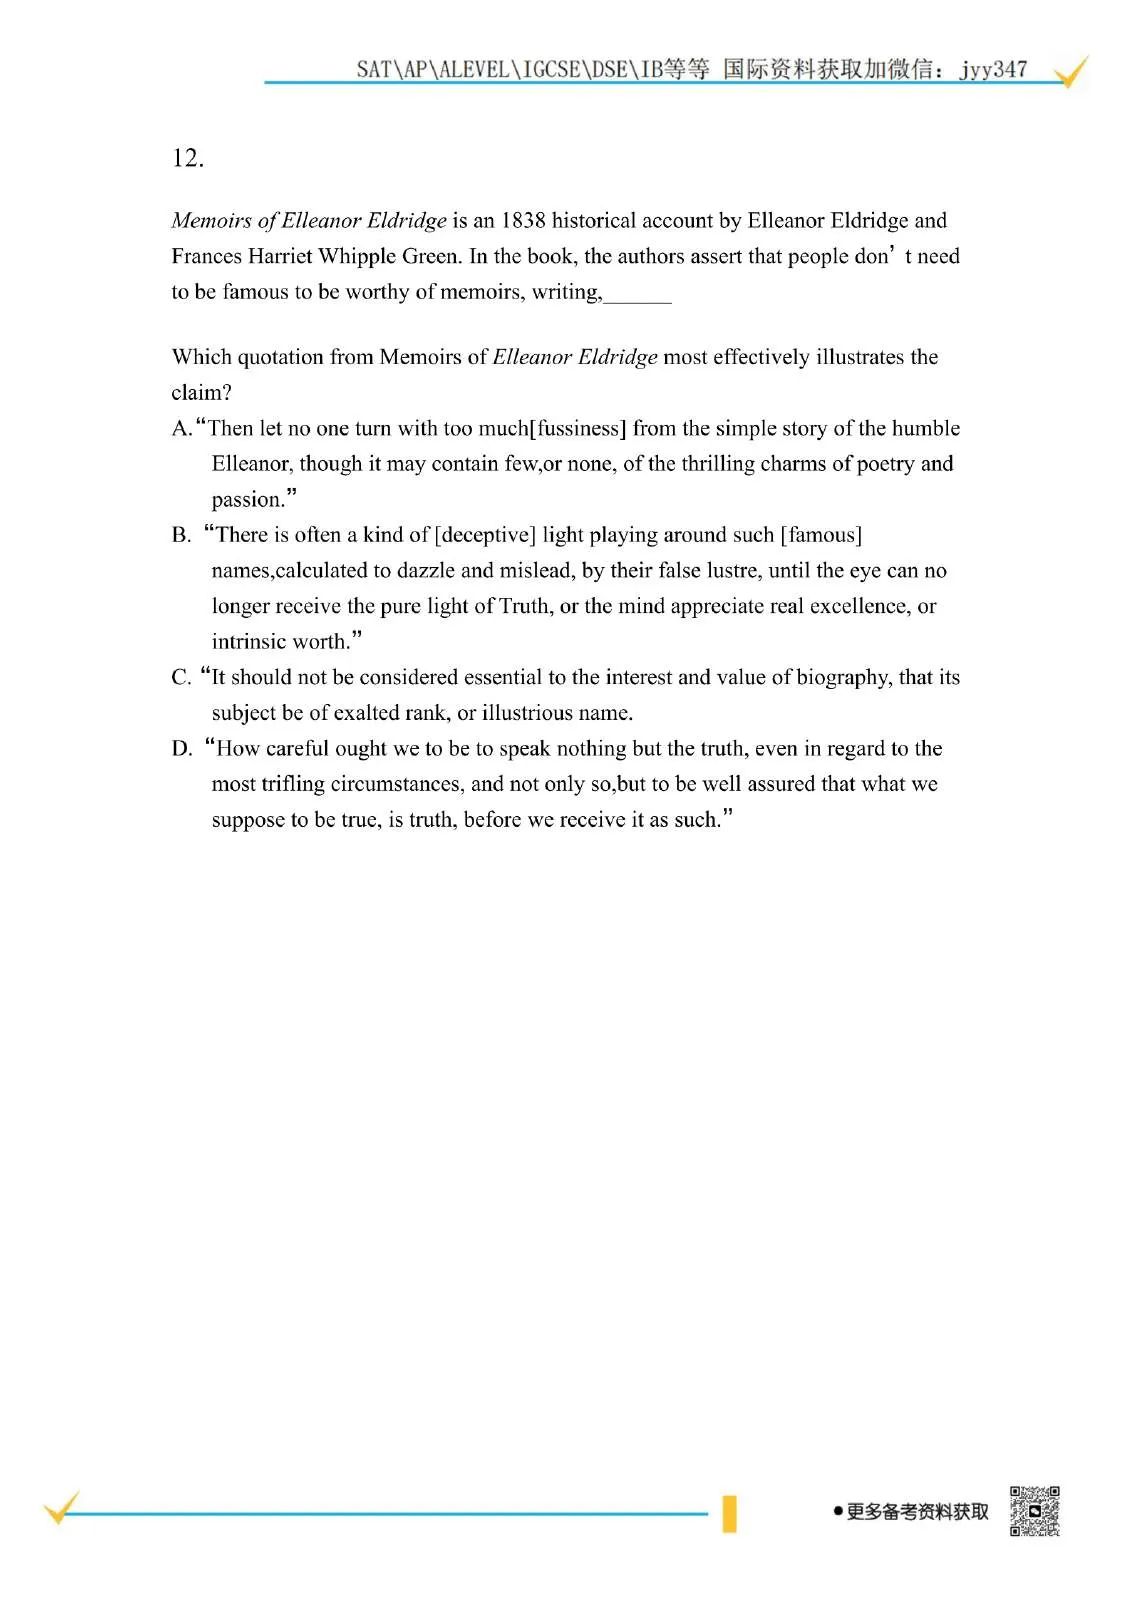 SAT\AP\ALEVEL\IGCSE\DSE\IB等等 国际资料获取加微信：jyy347
12.
Memoirs of Elleanor Eldridge is an 1838 historical account by Elleanor Eldridge and
Frances Harriet Whipple Green. In the book, the authors assert that people don’t need
to be famous to be worthy of memoirs, writing,______
Which quotation from Memoirs of Elleanor Eldridge most effectively illustrates the
claim?
A.“Then let no one turn with too much[fussiness] from the simple story of the humble
Elleanor, though it may contain few,or none, of the thrilling charms of poetry and
passion.”
B. “There is often a kind of [deceptive] light playing around such [famous]
names,calculated to dazzle and mislead, by their false lustre, until the eye can no
longer receive the pure light of Truth, or the mind appreciate real excellence, or
intrinsic worth.”
C. “It should not be considered essential to the interest and value of biography, that its
subject be of exalted rank, or illustrious name.
D. “How careful ought we to be to speak nothing but the truth, even in regard to the
most trifling circumstances, and not only so,but to be well assured that what we
suppose to be true, is truth, before we receive it as such.”
●更多备考资料获取